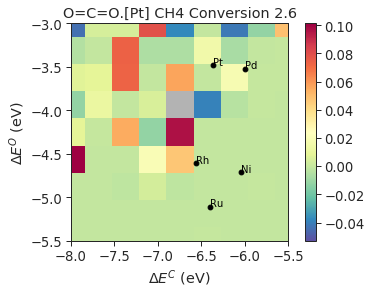 O=C=O.[Pt] CH4 Conversion 2.6
−3.0
−3.5
−4.0
−4.5
−5.0
−5.5
ΔE^O (eV)
Pt
Pd
Rh
Ni
Ru
−8.0 −7.5 −7.0 −6.5 −6.0 −5.5
ΔE^C (eV)
0.10
0.08
0.06
0.04
0.02
0.00
−0.02
−0.04